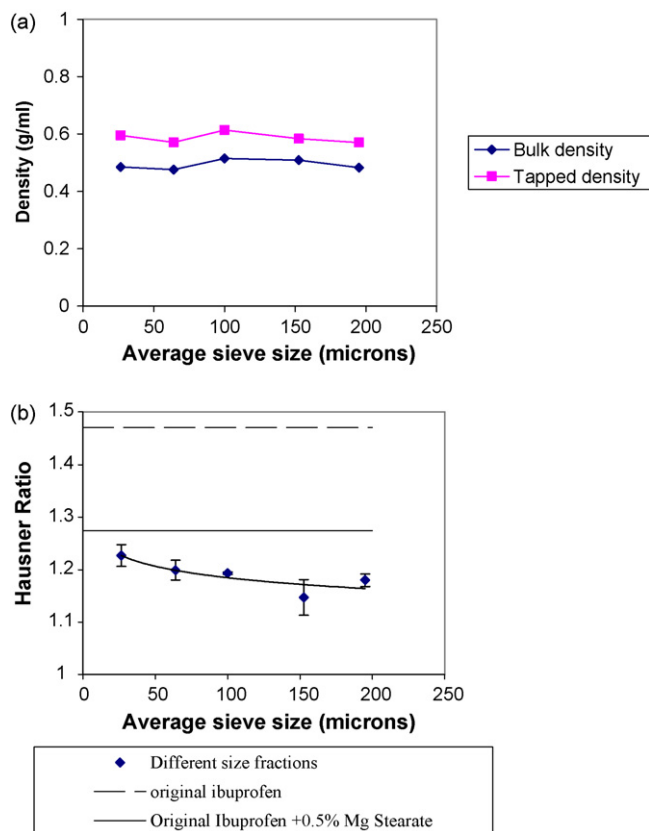 (a)
1
0.8
0.6
0.4
0.2
0
Density (g/ml)
0 50 100 150 200 250
Average sieve size (microns)
Bulk density
Tapped density
(b)
1.5
1.4
1.3
1.2
1.1
1
Hausner Ratio
0 50 100 150 200 250
Average sieve size (microns)
Different size fractions
original ibuprofen
Original Ibuprofen +0.5% Mg Stearate